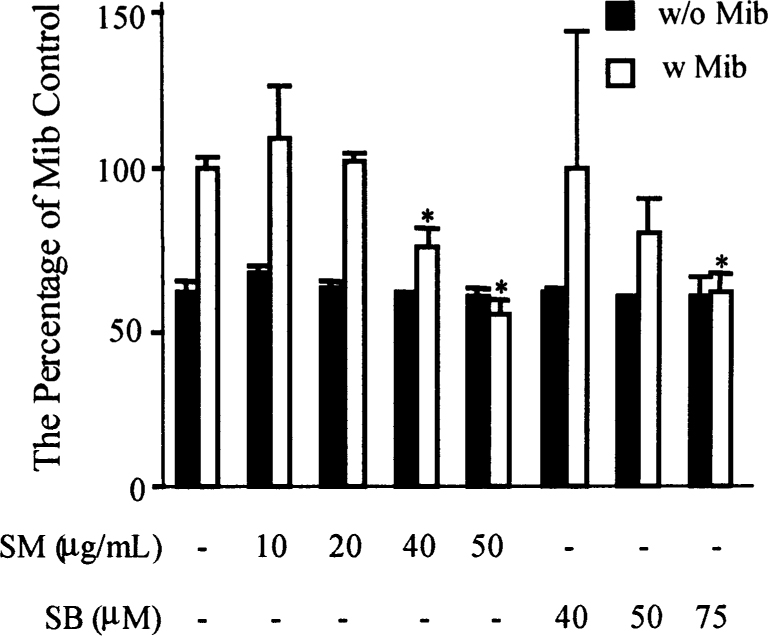 The Percentage of Mib Control
150
100
50
0
w/o Mib
w Mib
*
*
*
SM (μg/mL) - 10 20 40 50 - - -
SB (μM) - - - - - 40 50 75